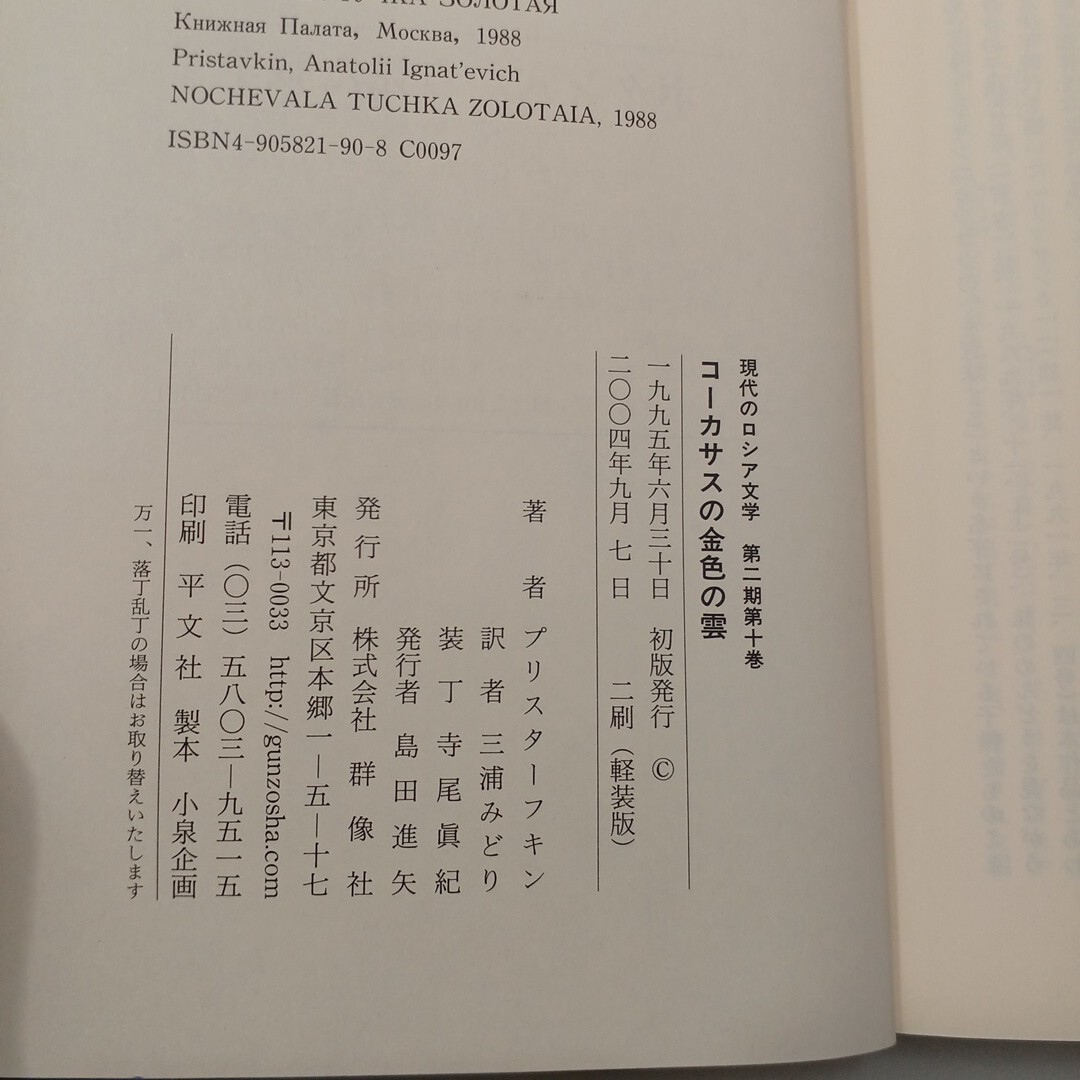 ЗОЛОТАЯ
Книжная Палата, Москва, 1988
Pristavkin, Anatolii Ignat'evich
NOCHEVALA TUCHKA ZOLOTAIA, 1988
ISBN4-905821-90-8 C0097
現代のロシア文学 第二期第十巻
コーカサスの金色の雲
一九九五年六月三十日 初版発行 ©
二〇〇四年九月 七日 二刷(軽装版)
著者 プリスターフキン
訳者 三浦みどり
装丁 寺尾眞紀
発行者 島田進矢
発行所 株式会社 群像社
東京都文京区本郷一―五―十七
〒113-0033 http://gunzosha.com
電話(〇三)五八〇三―九五一五
印刷 平文社 製本 小泉企画
万一、落丁乱丁の場合はお取り替えいたします